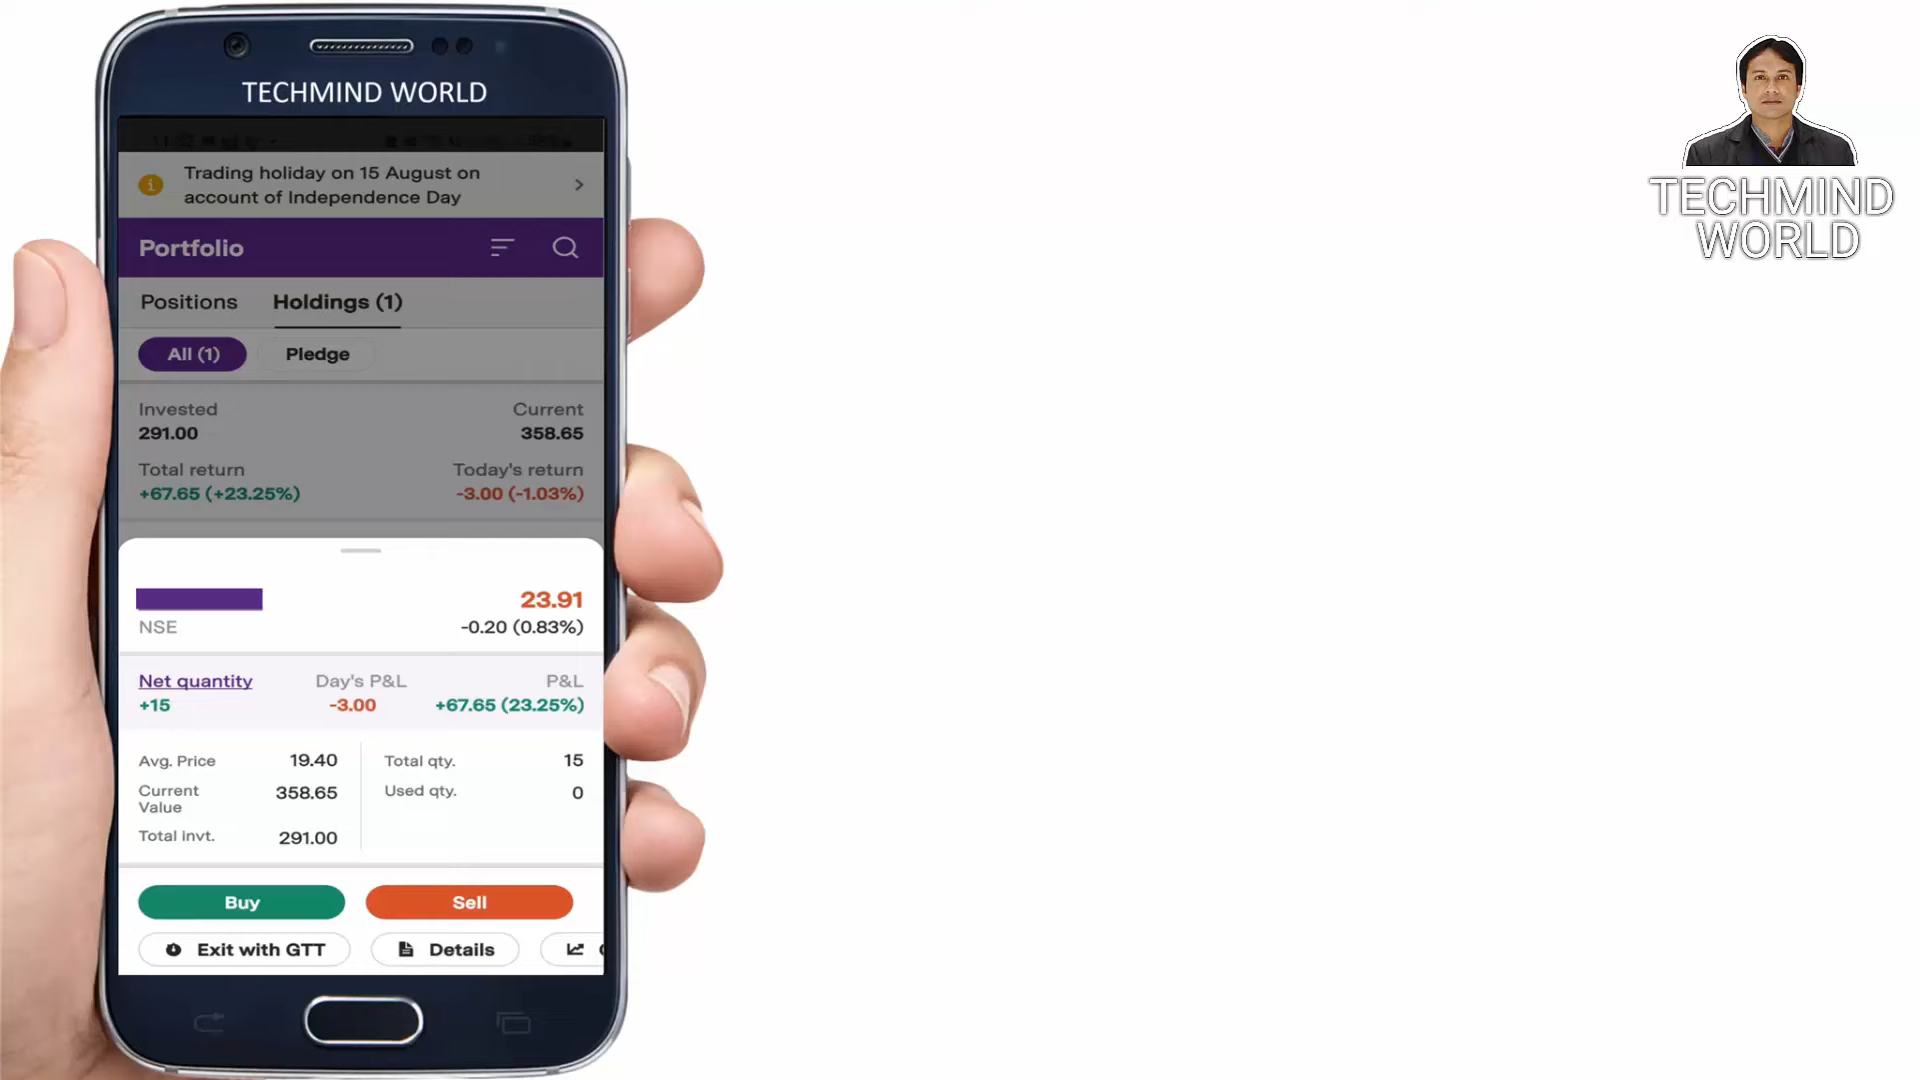 TECHMIND WORLD
Trading holiday on 15 August on
account of Independence Day
Portfolio
Positions Holdings (1)
All (1) Pledge
Invested Current
291.00 358.65
Total return Today's return
+67.65 (+23.25%) -3.00 (-1.03%)
23.91
NSE -0.20 (0.83%)
Net quantity Day's P&L P&L
+15 -3.00 +67.65 (23.25%)
Avg. Price 19.40 Total qty. 15
Current
Value 358.65 Used qty. 0
Total invt. 291.00
Buy Sell
Exit with GTT Details
TECHMIND
WORLD